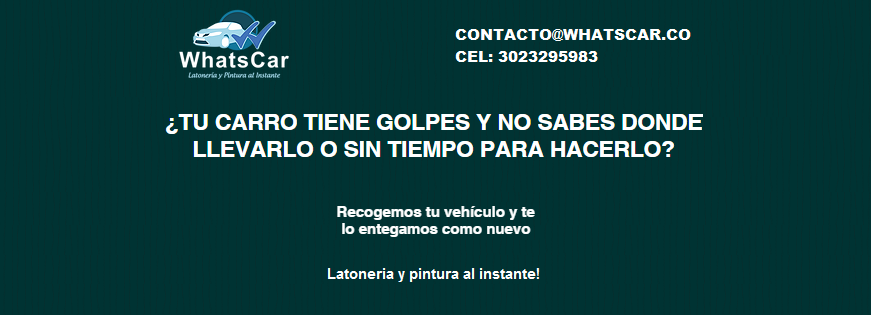 WhatsCar
Latonería y Pintura al Instante
CONTACTO@WHATSCAR.CO
CEL: 3023295983
¿TU CARRO TIENE GOLPES Y NO SABES DONDE
LLEVARLO O SIN TIEMPO PARA HACERLO?
Recogemos tu vehículo y te
lo entegamos como nuevo
Latoneria y pintura al instante!